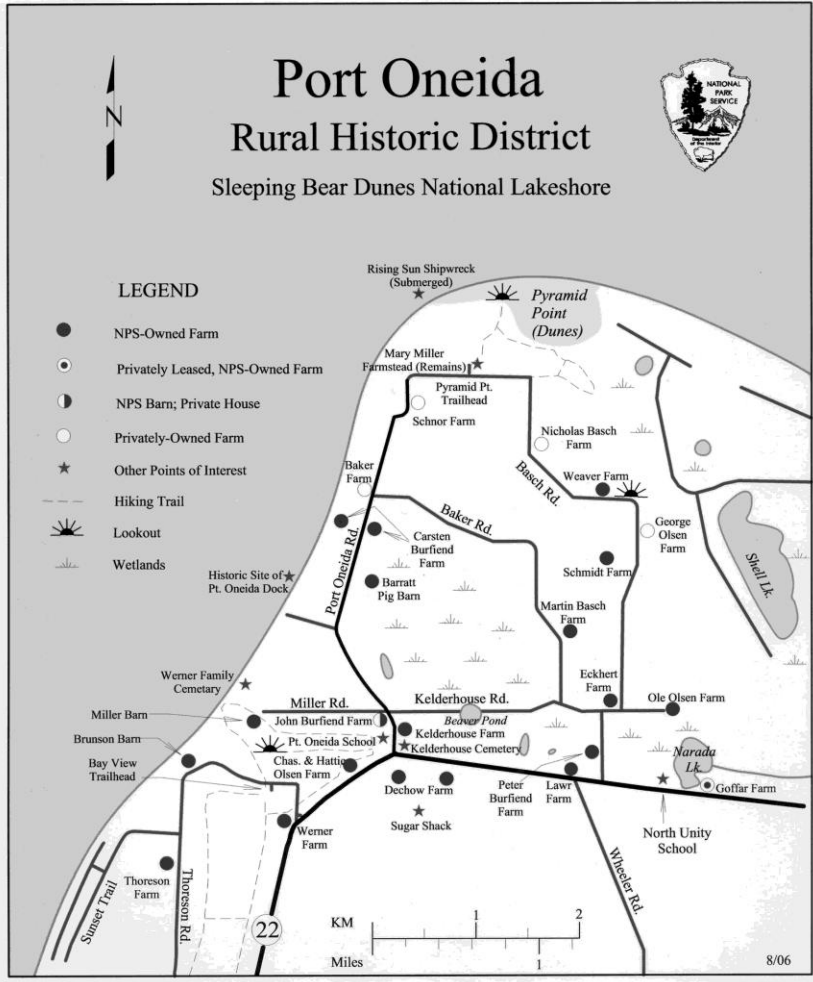 Port Oneida
Rural Historic District
Sleeping Bear Dunes National Lakeshore
N
NATIONAL
PARK
SERVICE
Department
of the Interior
LEGEND
NPS-Owned Farm
Privately Leased, NPS-Owned Farm
NPS Barn; Private House
Privately-Owned Farm
Other Points of Interest
Hiking Trail
Lookout
Wetlands
Rising Sun Shipwreck
(Submerged)
Pyramid
Point
(Dunes)
Mary Miller
Farmstead (Remains)
Pyramid Pt.
Trailhead
Schnor Farm
Nicholas Basch
Farm
Basch Rd.
Weaver Farm
Baker
Farm
Baker Rd.
George
Olsen
Farm
Carsten
Burfiend
Farm
Port Oneida Rd.
Schmidt Farm
Shell Lk.
Historic Site of
Pt. Oneida Dock
Barratt
Pig Barn
Martin Basch
Farm
Werner Family
Cemetary
Eckhert
Farm
Miller Rd.
Kelderhouse Rd.
Ole Olsen Farm
Miller Barn
John Burfiend Farm
Beaver Pond
Kelderhouse Farm
Brunson Barn
Pt. Oneida School
Kelderhouse Cemetery
Narada
Lk.
Bay View
Trailhead
Chas. & Hattie
Olsen Farm
Dechow Farm
Peter
Burfiend
Farm
Lawr
Farm
Goffar Farm
Sugar Shack
Werner
Farm
North Unity
School
Thoreson
Farm
Sunset Trail
Thoreson Rd.
Wheeler Rd.
22
KM
1
2
Miles
1
8/06